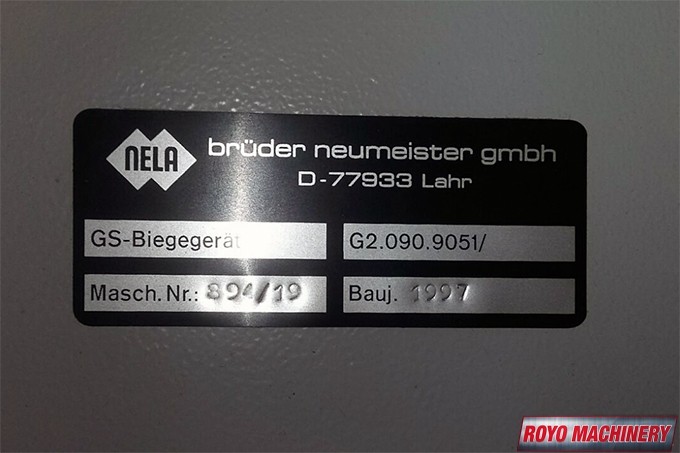 NELA
brüder neumeister gmbh
D-77933 Lahr
GS-Biegegerät
G2.090.9051/
Masch. Nr.: 894/19
Bauj. 1997
ROYO MACHINERY